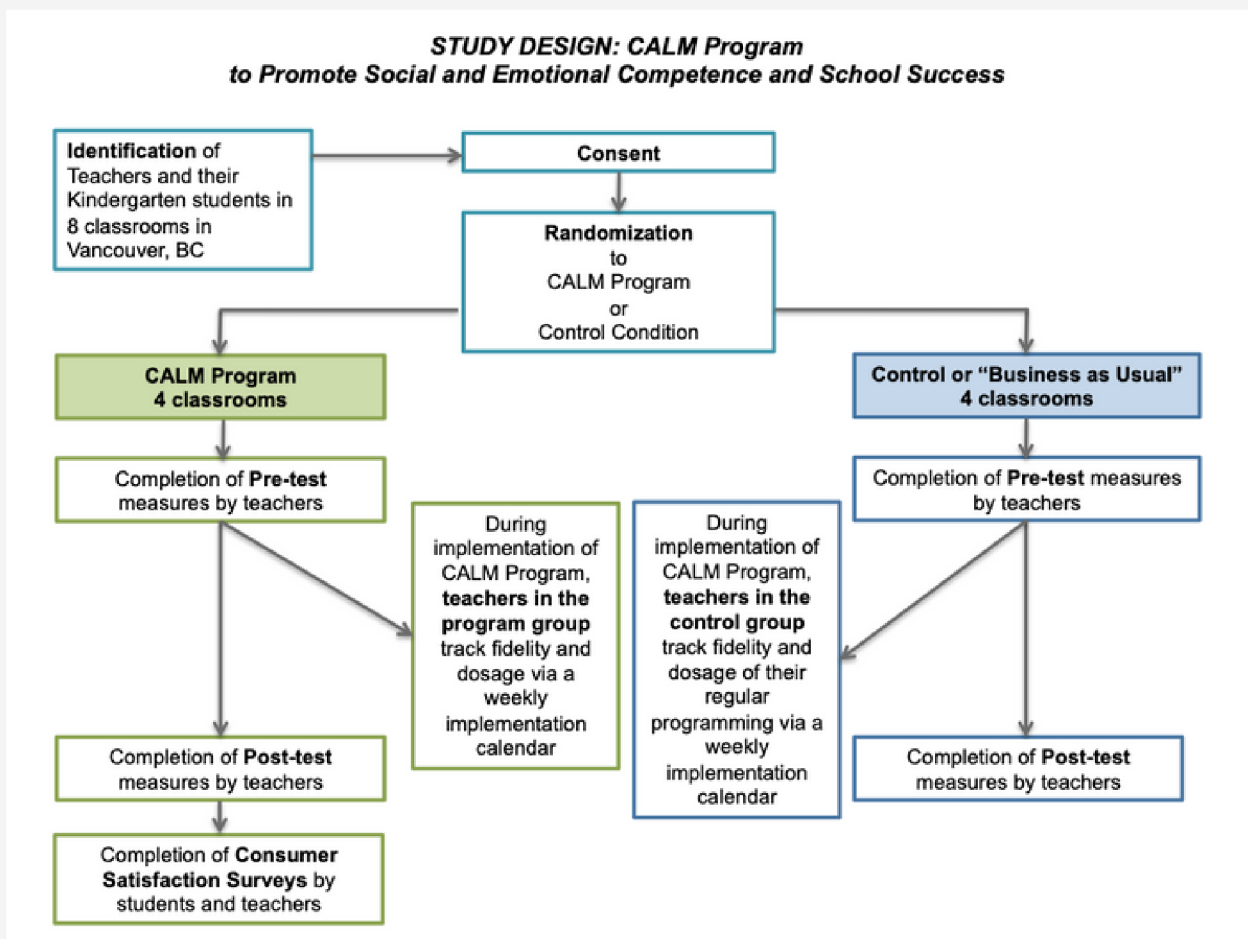 STUDY DESIGN: CALM Program
to Promote Social and Emotional Competence and School Success
Identification of
Teachers and their
Kindergarten students in
8 classrooms in
Vancouver, BC
Consent
Randomization
to
CALM Program
or
Control Condition
CALM Program
4 classrooms
Control or “Business as Usual”
4 classrooms
Completion of Pre-test
measures by teachers
Completion of Pre-test measures
by teachers
During
implementation of
CALM Program,
teachers in the
program group
track fidelity and
dosage via a
weekly
implementation
calendar
During
implementation of
CALM Program,
teachers in the
control group
track fidelity and
dosage of their
regular
programming via a
weekly
implementation
calendar
Completion of Post-test
measures by teachers
Completion of Post-test
measures by teachers
Completion of Consumer
Satisfaction Surveys by
students and teachers